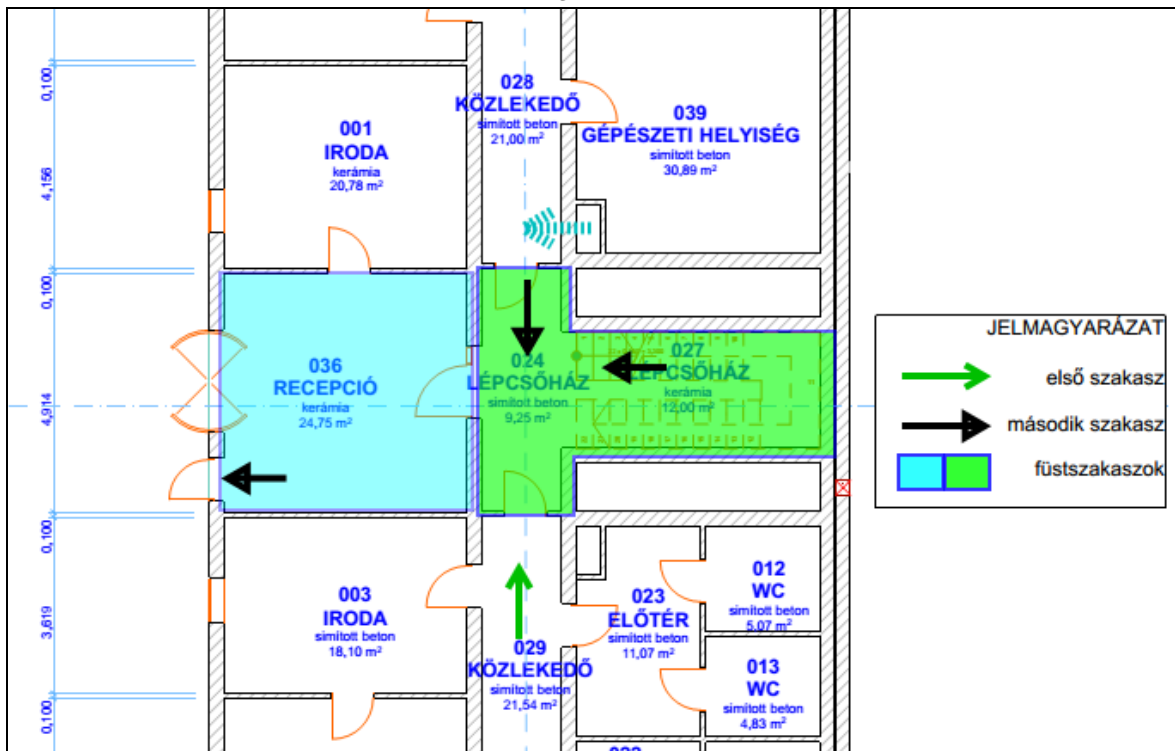 0,100
4,156
0,100
4,914
0,100
3,619
0,100
001
IRODA
kerámia
20,78 m²
028
KÖZLEKEDŐ
simított beton
21,00 m²
039
GÉPÉSZETI HELYISÉG
simított beton
30,89 m²
036
RECEPCIÓ
kerámia
24,75 m²
024
LÉPCSŐHÁZ
simított beton
9,25 m²
027
LÉPCSŐHÁZ
kerámia
12,00 m²
003
IRODA
simított beton
18,10 m²
029
KÖZLEKEDŐ
simított beton
21,54 m²
023
ELŐTÉR
simított beton
11,07 m²
012
WC
simított beton
5,07 m²
013
WC
simított beton
4,83 m²
JELMAGYARÁZAT
első szakasz
második szakasz
füstszakaszok